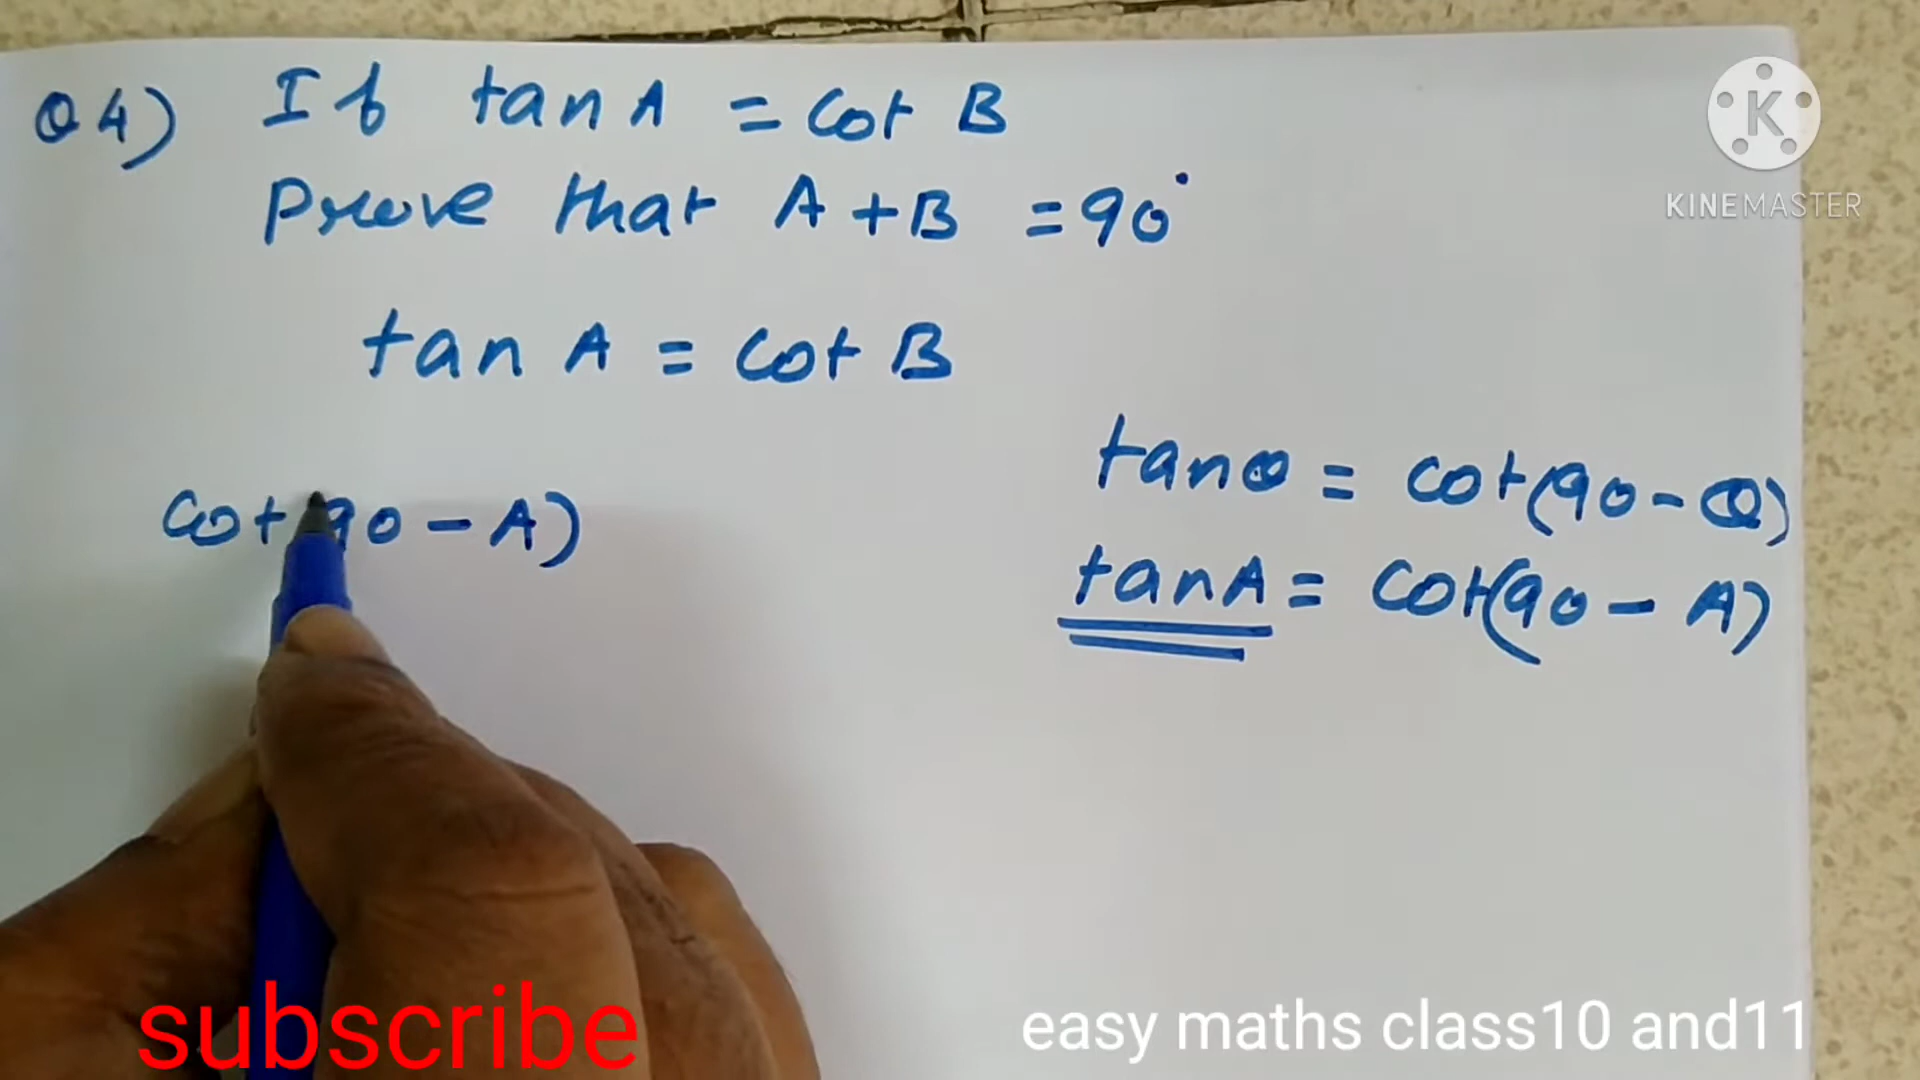 Q4) If tan A = cot B
Prove that A + B = 90°
tan A = cot B
cot(90 - A)
tanθ = cot(90 - θ)
tanA = cot(90 - A)
K
KINEMASTER
subscribe
easy maths class10 and11